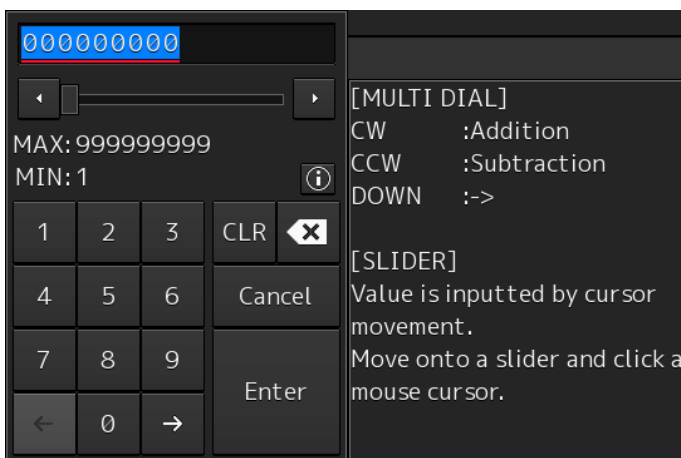 000000000
MAX:999999999
MIN:1
1 2 3 CLR
4 5 6 Cancel
7 8 9
Enter
← 0 →
[MULTI DIAL]
CW :Addition
CCW :Subtraction
DOWN :->
[SLIDER]
Value is inputted by cursor
movement.
Move onto a slider and click a
mouse cursor.